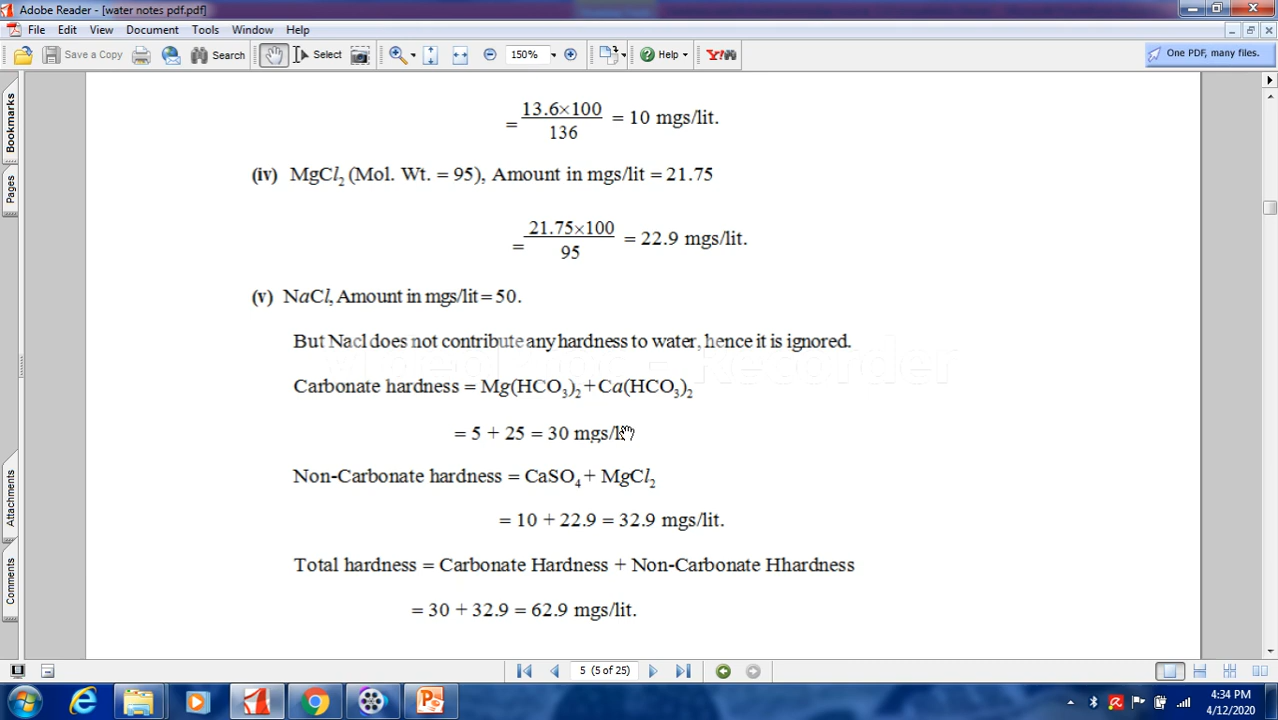 Adobe Reader - [water notes pdf.pdf]
File Edit View Document Tools Window Help
Save a Copy Search Select 150% Help Y! One PDF, many files.
Bookmarks
Pages
Attachments
Comments
= 13.6×100 / 136 = 10 mgs/lit.
(iv) MgCl₂ (Mol. Wt. = 95), Amount in mgs/lit = 21.75
= 21.75×100 / 95 = 22.9 mgs/lit.
(v) NaCl, Amount in mgs/lit = 50.
But Nacl does not contribute any hardness to water, hence it is ignored.
Recorder
Carbonate hardness = Mg(HCO₃)₂ + Ca(HCO₃)₂
= 5 + 25 = 30 mgs/
Non-Carbonate hardness = CaSO₄ + MgCl₂
= 10 + 22.9 = 32.9 mgs/lit.
Total hardness = Carbonate Hardness + Non-Carbonate Hhardness
= 30 + 32.9 = 62.9 mgs/lit.
5 (5 of 25)
4:34 PM
4/12/2020